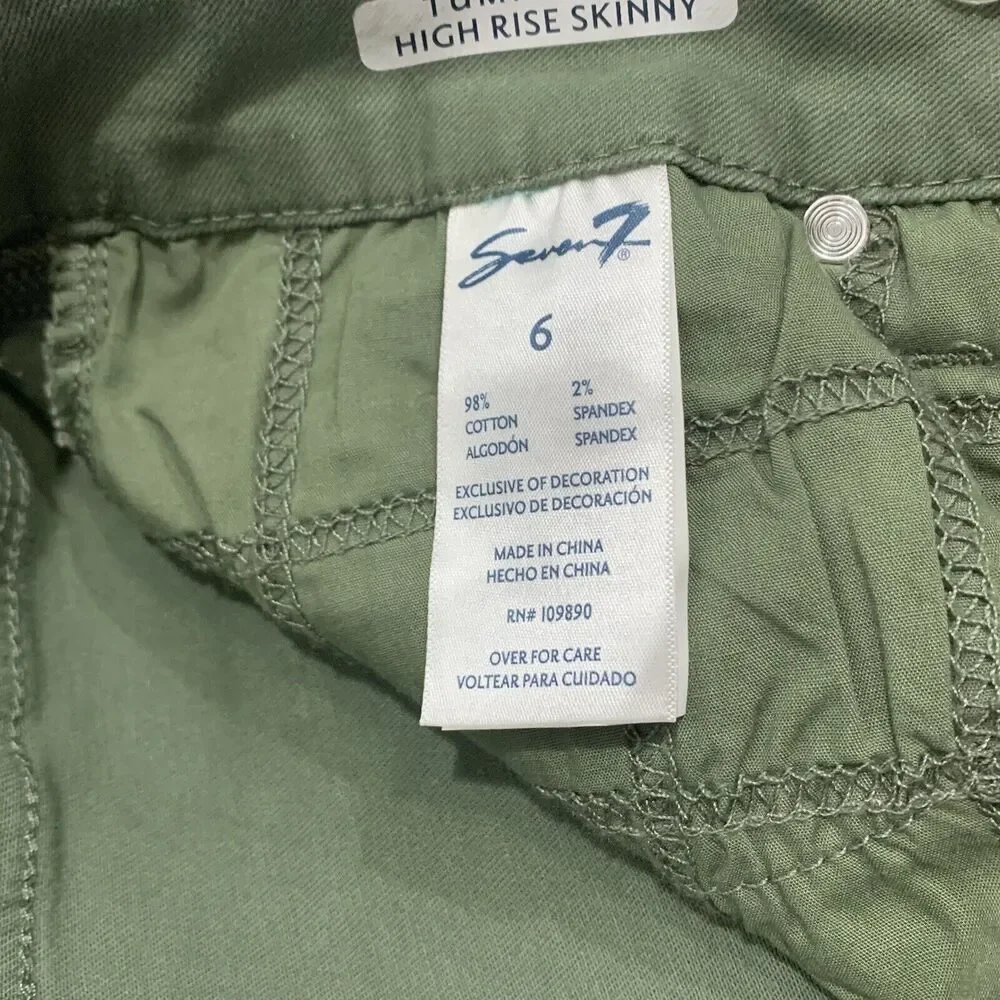 HIGH RISE SKINNY
Seven7®
6
98% 2%
COTTON SPANDEX
ALGODÓN SPANDEX
EXCLUSIVE OF DECORATION
EXCLUSIVO DE DECORACIÓN
MADE IN CHINA
HECHO EN CHINA
RN# 109890
OVER FOR CARE
VOLTEAR PARA CUIDADO